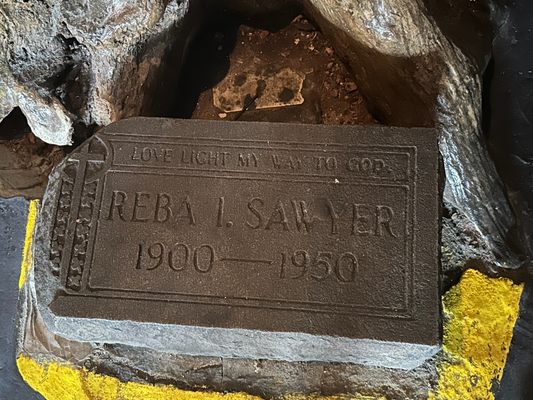 LOVE LIGHT MY WAY TO GOD
REBA I. SAWYER
1900—1950